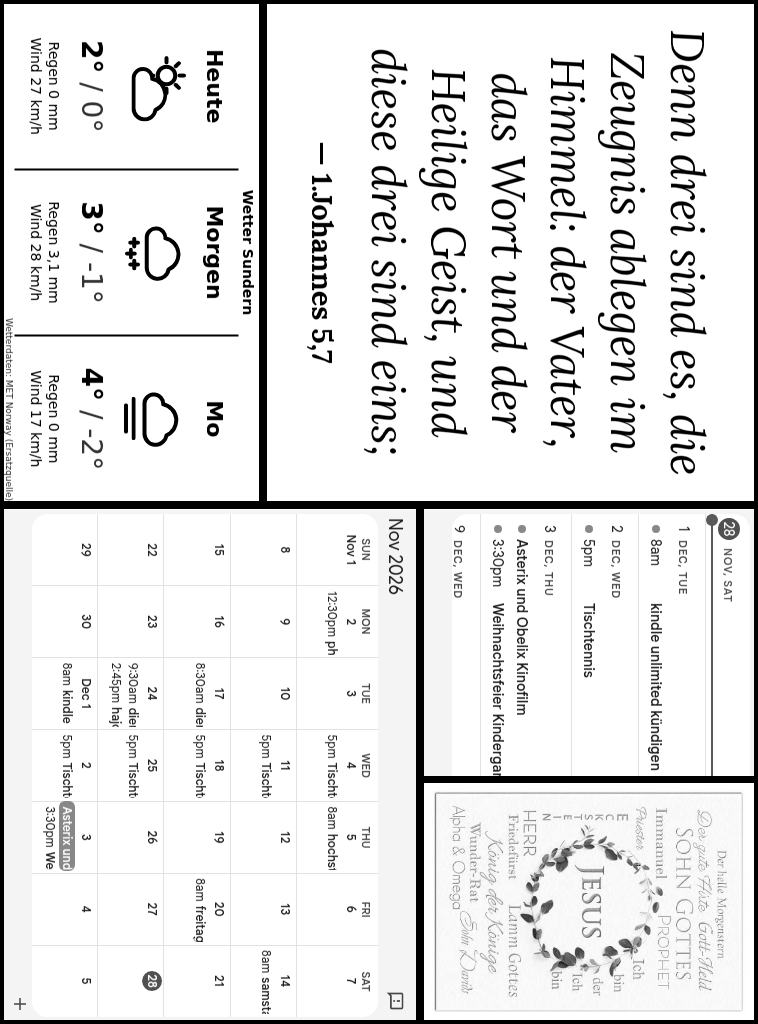 Wetter Sundern
Heute
2° / 0°
Regen 0 mm
Wind 27 km/h
Morgen
3° / -1°
Regen 3,1 mm
Wind 28 km/h
Mo
4° / -2°
Regen 0 mm
Wind 17 km/h
Wetterdaten: MET Norway (Ersatzquelle)
Denn drei sind es, die
Zeugnis ablegen im
Himmel: der Vater,
das Wort und der
Heilige Geist, und
diese drei sind eins;
— 1.Johannes 5,7
Nov 2026
SUN MON TUE WED THU FRI SAT
Nov 1 2 3 4 5 6 7
12:30pm ph 5pm Tischt 8am hochs
8 9 10 11 12 13 14
5pm Tischt 8am samst
15 16 17 18 19 20 21
8:30am die 5pm Tischt 8am freitag
22 23 24 25 26 27 28
9:30am die 5pm Tischt
2:45pm haj
29 30 Dec 1 2 3 4 5
8am kindle 5pm Tischt Asterix und
3:30pm We
+
28 NOV, SAT
1 DEC, TUE
8am kindle unlimited kündigen
2 DEC, WED
5pm Tischtennis
3 DEC, THU
Asterix und Obelix Kinofilm
3:30pm Weihnachtsfeier Kindergar
9 DEC, WED
Der helle Morgenstern
Der gute Hirte Gott-Held
SOHN GOTTES
Immanuel PROPHET
Priester
ECKSTEIN
JESUS
Ich
bin
der
Ich
bin
HERR
Friedefürst Lamm Gottes
König der Könige
Wunder-Rat Sohn Davids
Alpha & Omega